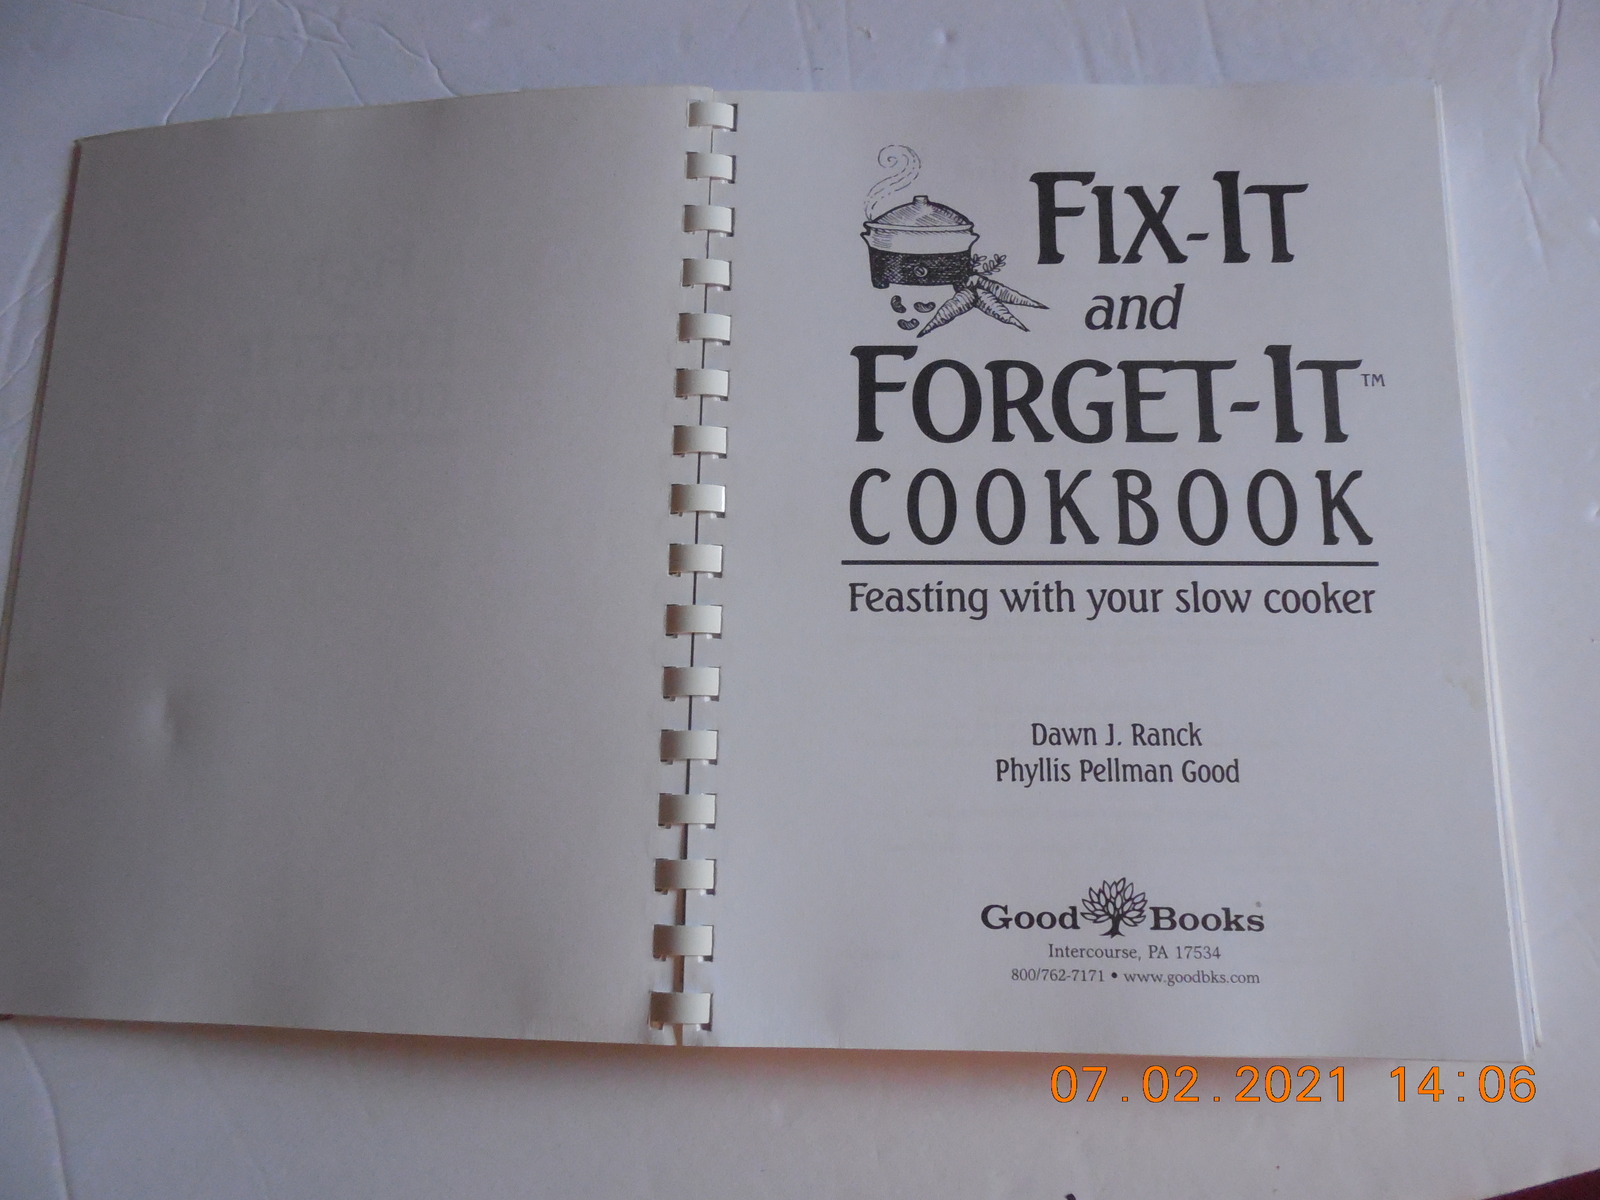 FIX-IT
and
FORGET-IT™
COOKBOOK
Feasting with your slow cooker
Dawn J. Ranck
Phyllis Pellman Good
Good Books
Intercourse, PA 17534
800/762-7171 • www.goodbks.com
07.02.2021 14:06